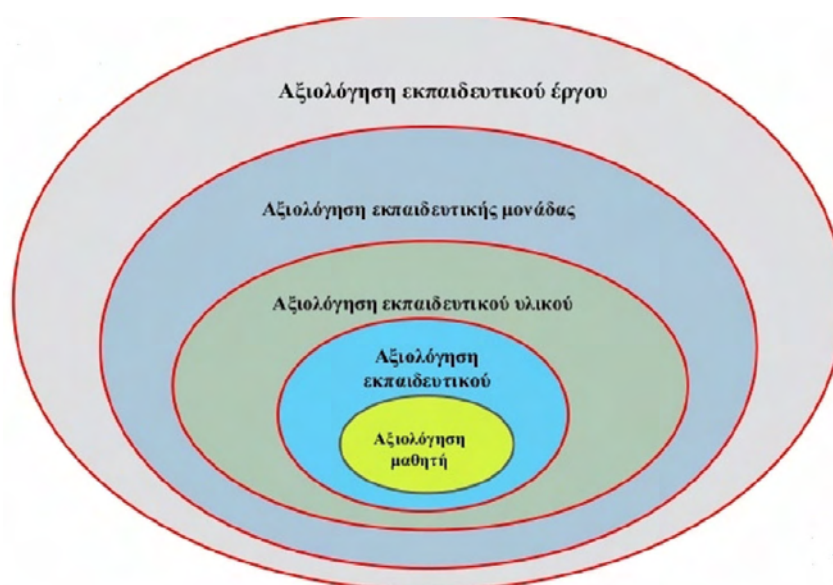 Αξιολόγηση εκπαιδευτικού έργου
Αξιολόγηση εκπαιδευτικής μονάδας
Αξιολόγηση εκπαιδευτικού υλικού
Αξιολόγηση
εκπαιδευτικού
Αξιολόγηση
μαθητή